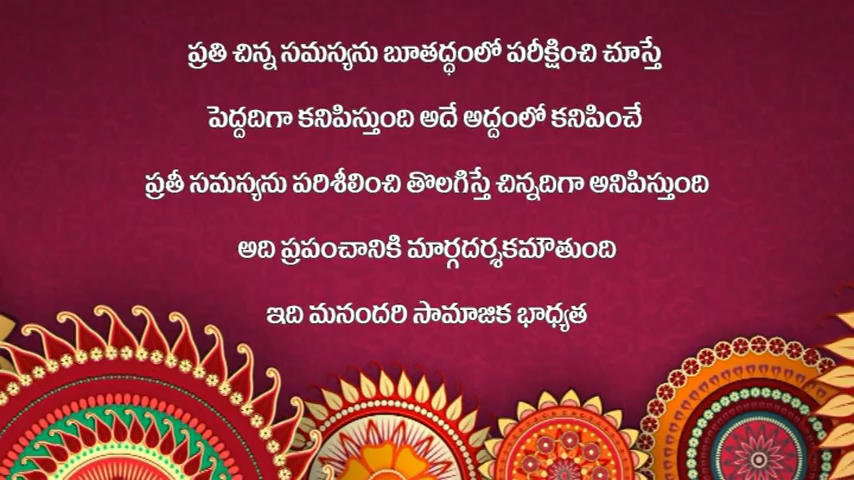 ప్రతి చిన్న సమస్యను బూతద్ధంలో పరీక్షించి చూస్తే
పెద్దదిగా కనిపిస్తుంది అదే అద్దంలో కనిపించే
ప్రతీ సమస్యను పరిశీలించి తొలగిస్తే చిన్నదిగా అనిపిస్తుంది
అది ప్రపంచానికి మార్గదర్శకమౌతుంది
ఇది మనందరి సామాజిక భాధ్యత